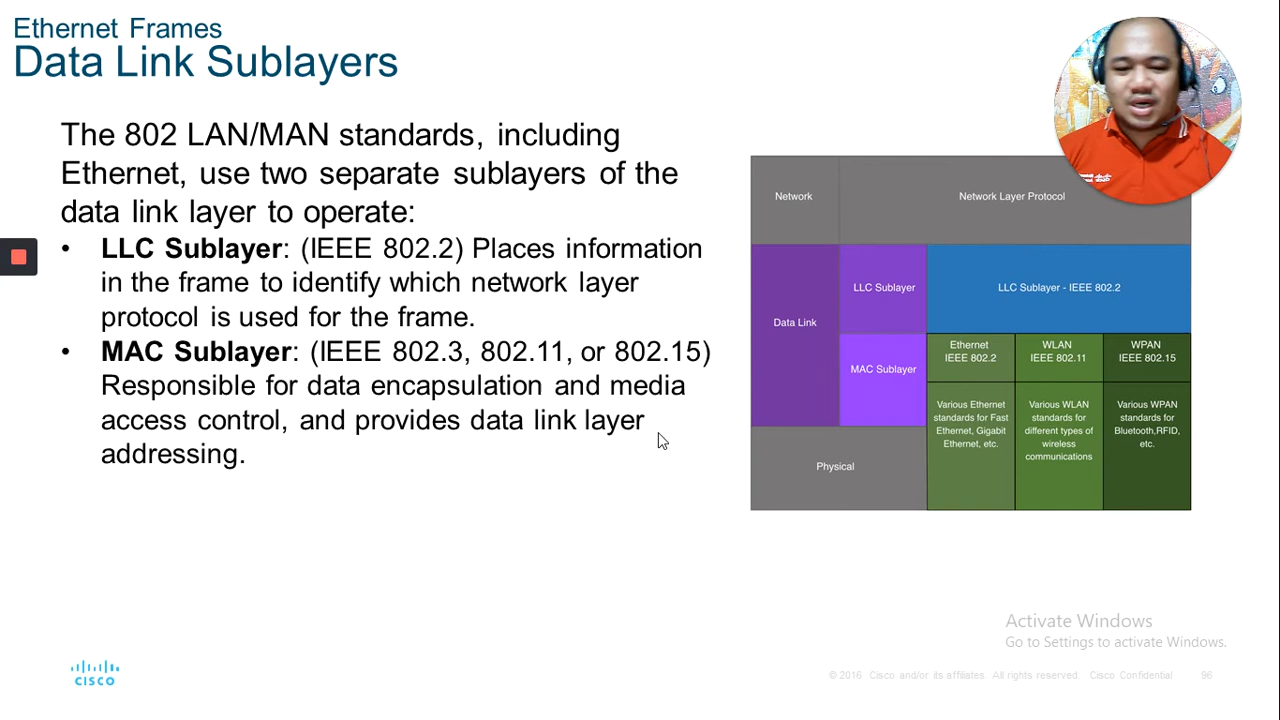 Ethernet Frames
Data Link Sublayers
The 802 LAN/MAN standards, including
Ethernet, use two separate sublayers of the
data link layer to operate:
• LLC Sublayer: (IEEE 802.2) Places information
in the frame to identify which network layer
protocol is used for the frame.
• MAC Sublayer: (IEEE 802.3, 802.11, or 802.15)
Responsible for data encapsulation and media
access control, and provides data link layer
addressing.
Network
Network Layer Protocol
Data Link
LLC Sublayer
LLC Sublayer - IEEE 802.2
MAC Sublayer
Ethernet
IEEE 802.2
WLAN
IEEE 802.11
WPAN
IEEE 802.15
Various Ethernet
standards for Fast
Ethernet, Gigabit
Ethernet, etc.
Various WLAN
standards for
different types of
wireless
communications
Various WPAN
standards for
Bluetooth,RFID,
etc.
Physical
Activate Windows
Go to Settings to activate Windows.
CISCO
© 2016 Cisco and/or its affiliates. All rights reserved. Cisco Confidential
96